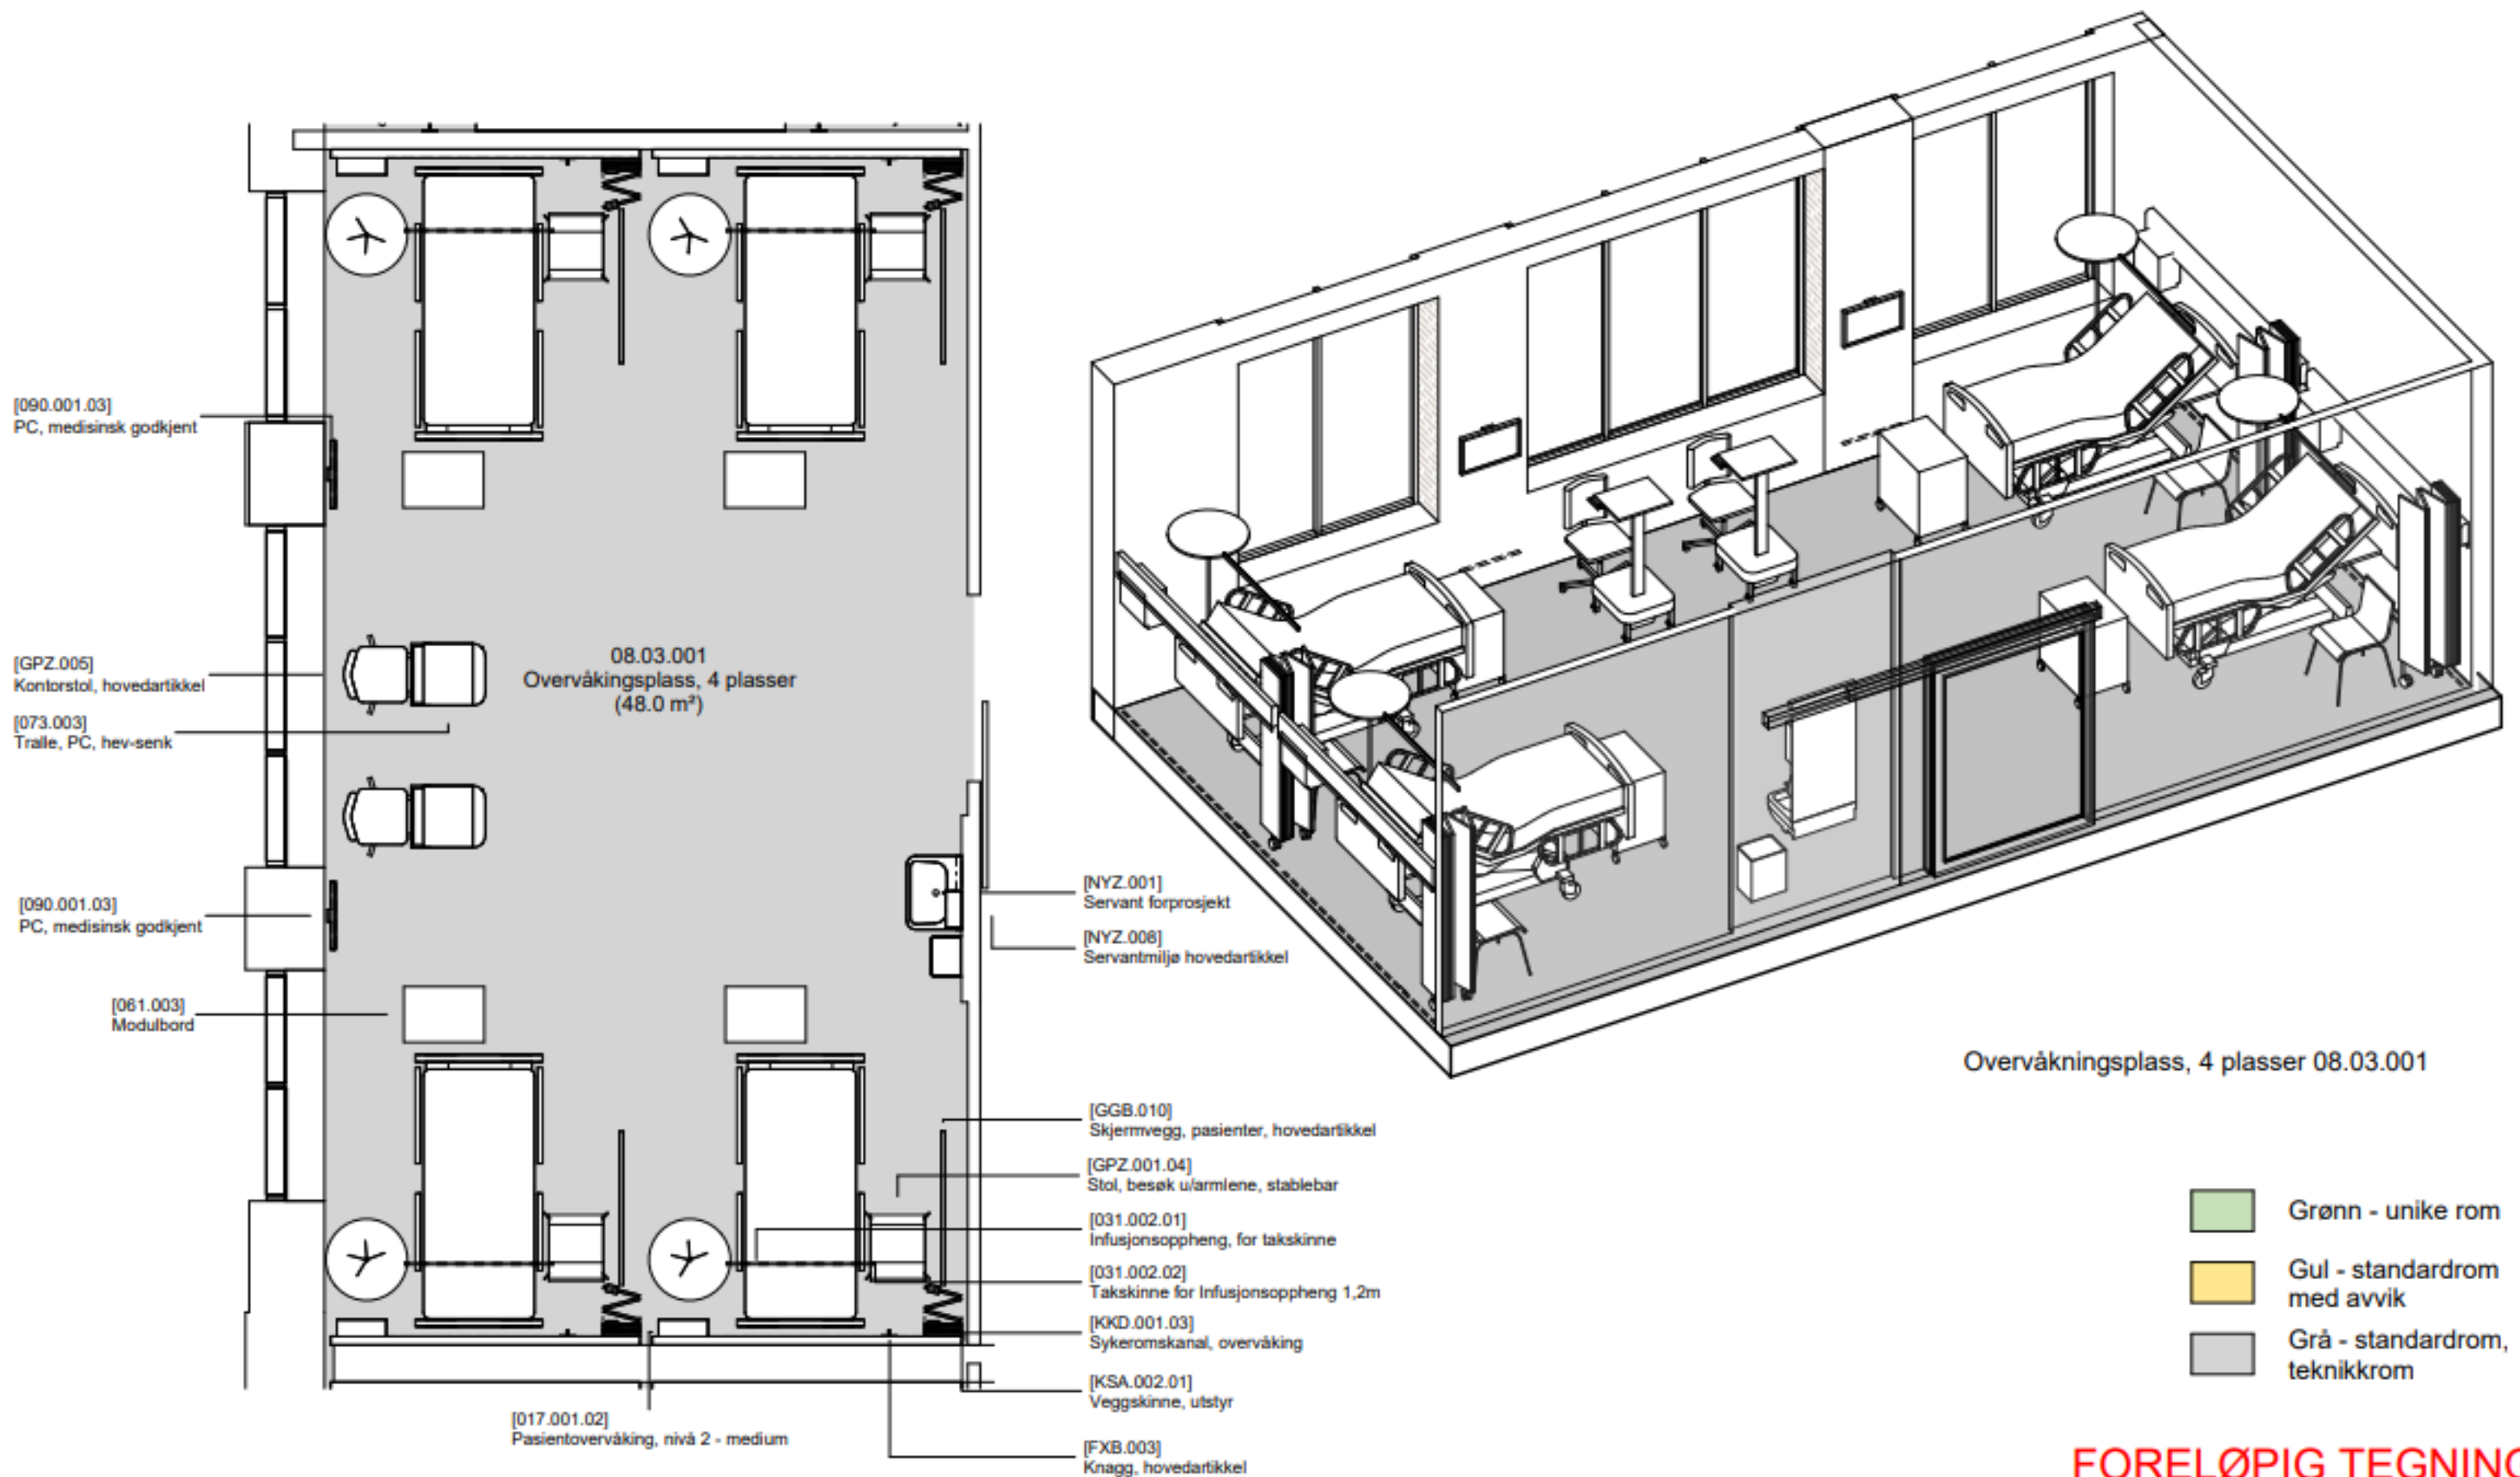 [090.001.03]
PC, medisinsk godkjent
[GPZ.005]
Kontorstol, hovedartikkel
[073.003]
Tralle, PC, hev-senk
[090.001.03]
PC, medisinsk godkjent
[061.003]
Modulbord
08.03.001
Overvåkingsplass, 4 plasser
(48.0 m²)
[NYZ.001]
Servant forprosjekt
[NYZ.008]
Servantmiljø hovedartikkel
[GGB.010]
Skjermvegg, pasienter, hovedartikkel
[GPZ.001.04]
Stol, besøk u/armlene, stablebar
[031.002.01]
Infusjonsoppheng, for takskinne
[031.002.02]
Takskinne for Infusjonsoppheng 1,2m
[KKD.001.03]
Sykeromskanal, overvåking
[KSA.002.01]
Veggskinne, utstyr
[017.001.02]
Pasientovervåking, nivå 2 - medium
[FXB.003]
Knagg, hovedartikkel
Overvåkningsplass, 4 plasser 08.03.001
Grønn - unike rom
Gul - standardrom
med avvik
Grå - standardrom,
teknikkrom
FORELØPIG TEGNING